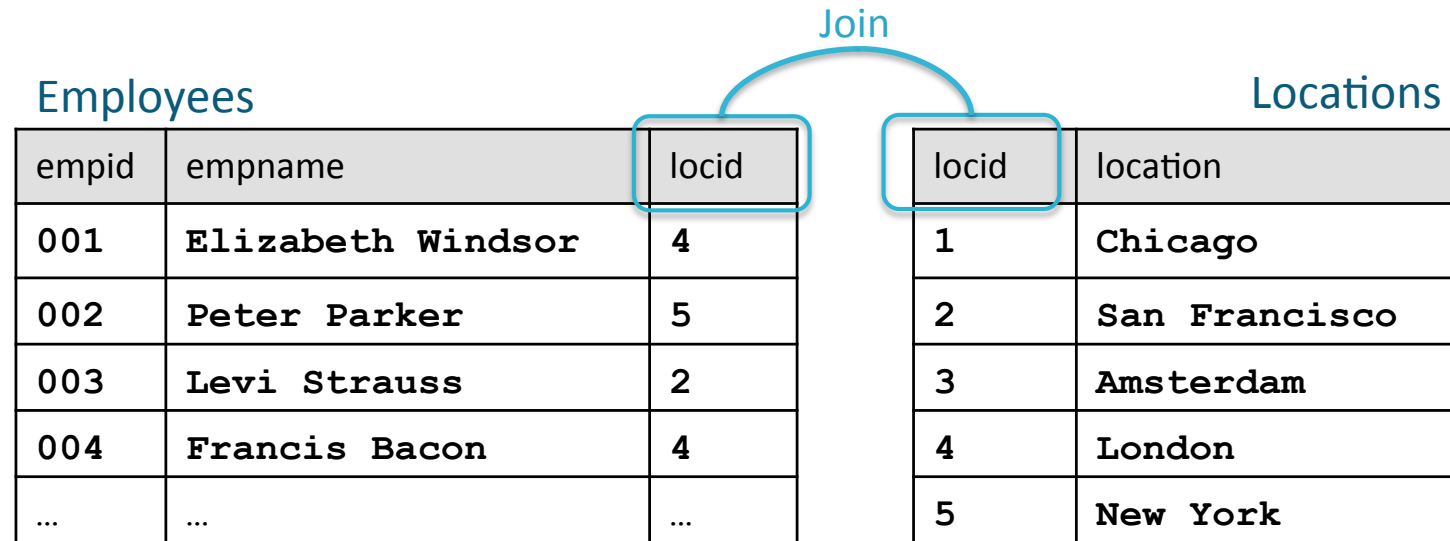 Join
Employees
Locations
empid empname locid
locid location
001 Elizabeth Windsor 4
1 Chicago
002 Peter Parker 5
2 San Francisco
003 Levi Strauss 2
3 Amsterdam
004 Francis Bacon 4
4 London
… … …
5 New York